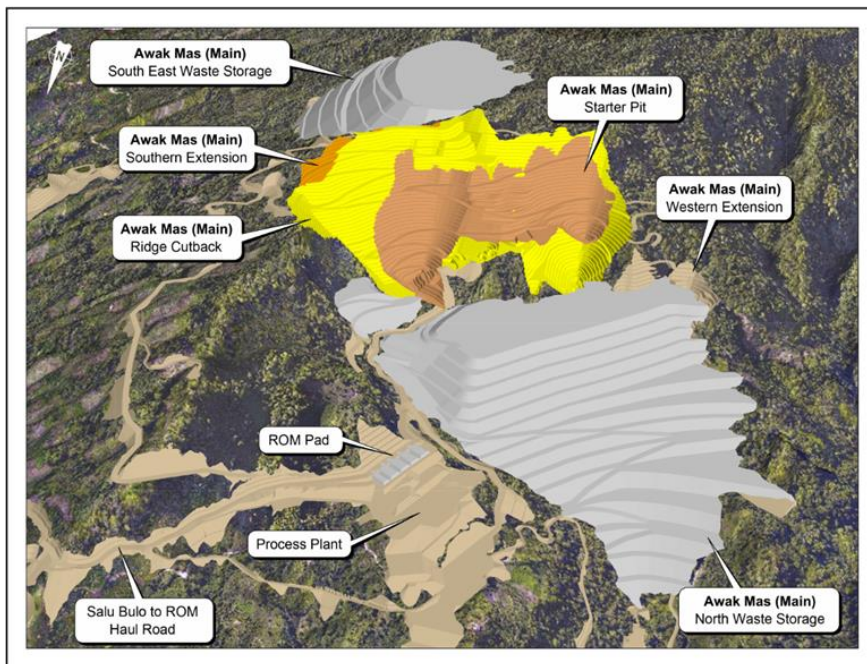 N
Awak Mas (Main)
South East Waste Storage
Awak Mas (Main)
Starter Pit
Awak Mas (Main)
Southern Extension
Awak Mas (Main)
Western Extension
Awak Mas (Main)
Ridge Cutback
ROM Pad
Process Plant
Salu Bulo to ROM
Haul Road
Awak Mas (Main)
North Waste Storage